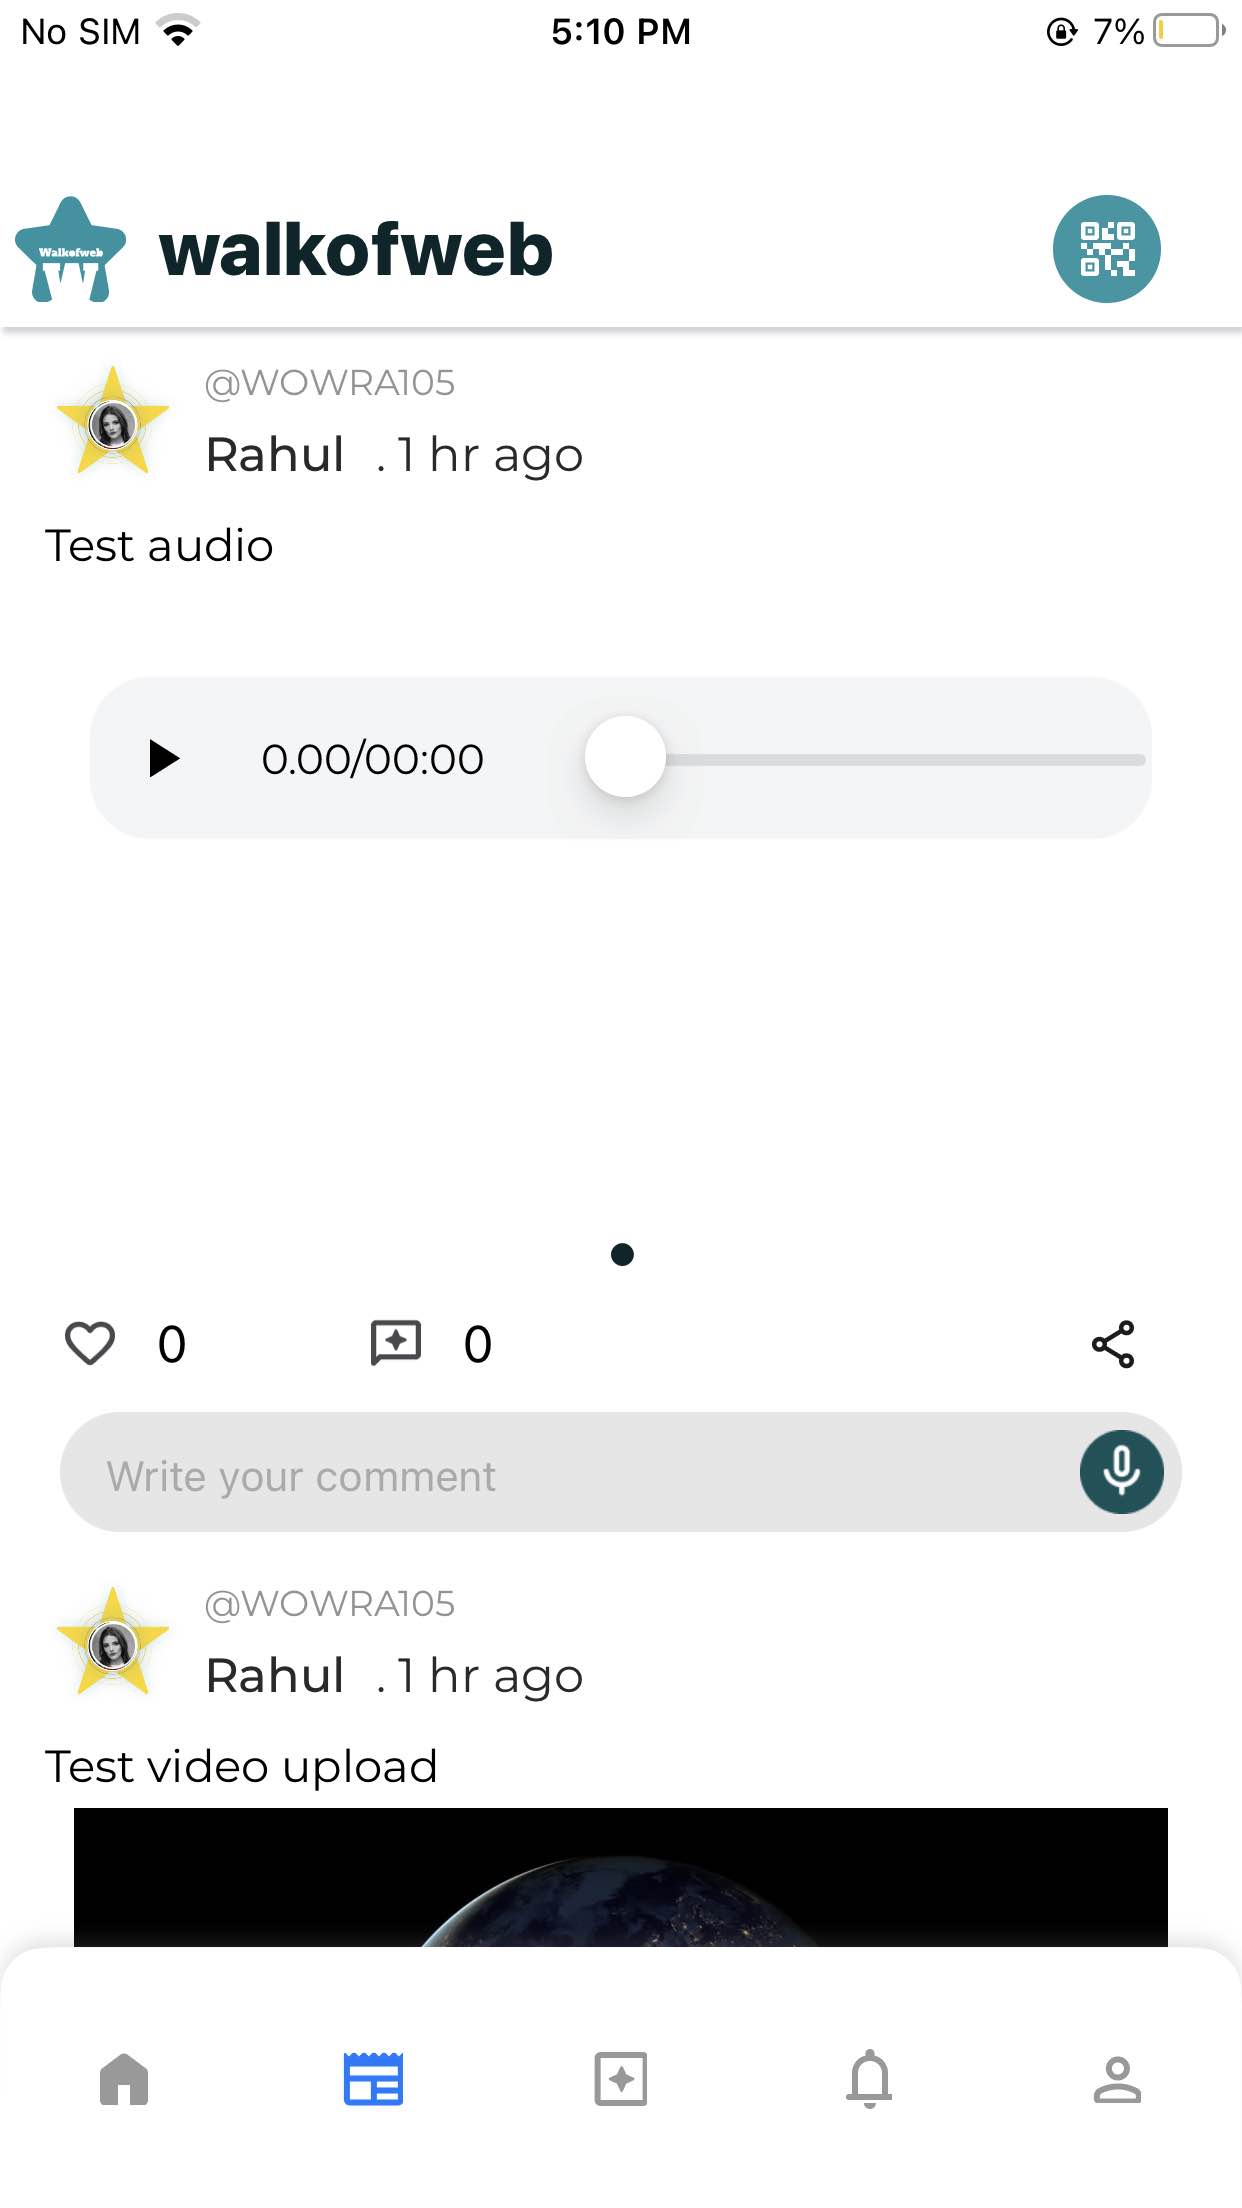 No SIM 5:10 PM 7%
Walkofweb
walkofweb
@WOWRA105
Rahul . 1 hr ago
Test audio
0.00/00:00
0 0
Write your comment
@WOWRA105
Rahul . 1 hr ago
Test video upload